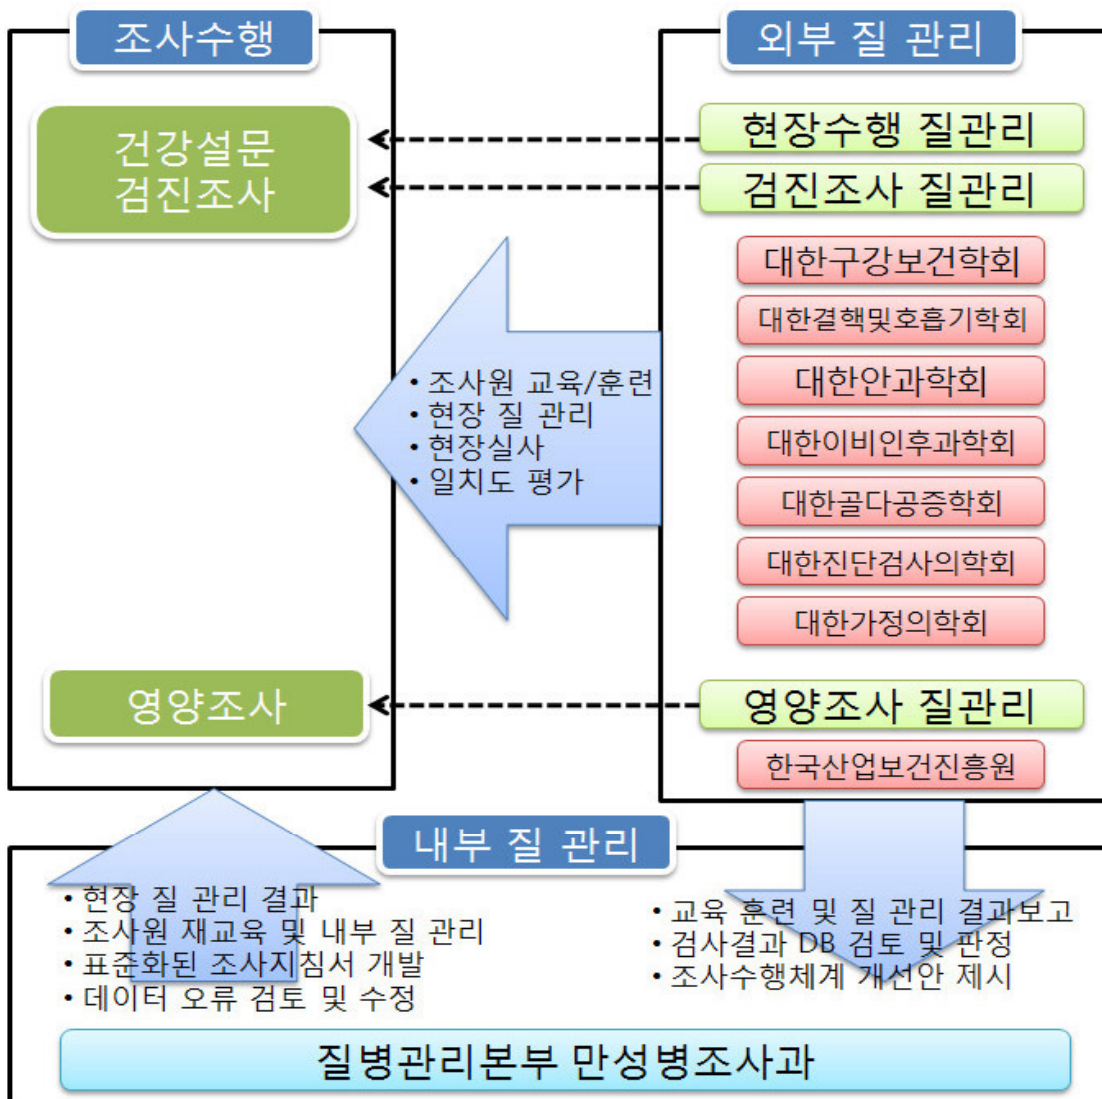 조사수행
건강설문
검진조사
영양조사
• 조사원 교육/훈련
• 현장 질 관리
• 현장실사
• 일치도 평가
외부 질 관리
현장수행 질관리
검진조사 질관리
대한구강보건학회
대한결핵및호흡기학회
대한안과학회
대한이비인후과학회
대한골다공증학회
대한진단검사의학회
대한가정의학회
영양조사 질관리
한국산업보건진흥원
내부 질 관리
• 현장 질 관리 결과
• 조사원 재교육 및 내부 질 관리
• 표준화된 조사지침서 개발
• 데이터 오류 검토 및 수정
• 교육 훈련 및 질 관리 결과보고
• 검사결과 DB 검토 및 판정
• 조사수행체계 개선안 제시
질병관리본부 만성병조사과